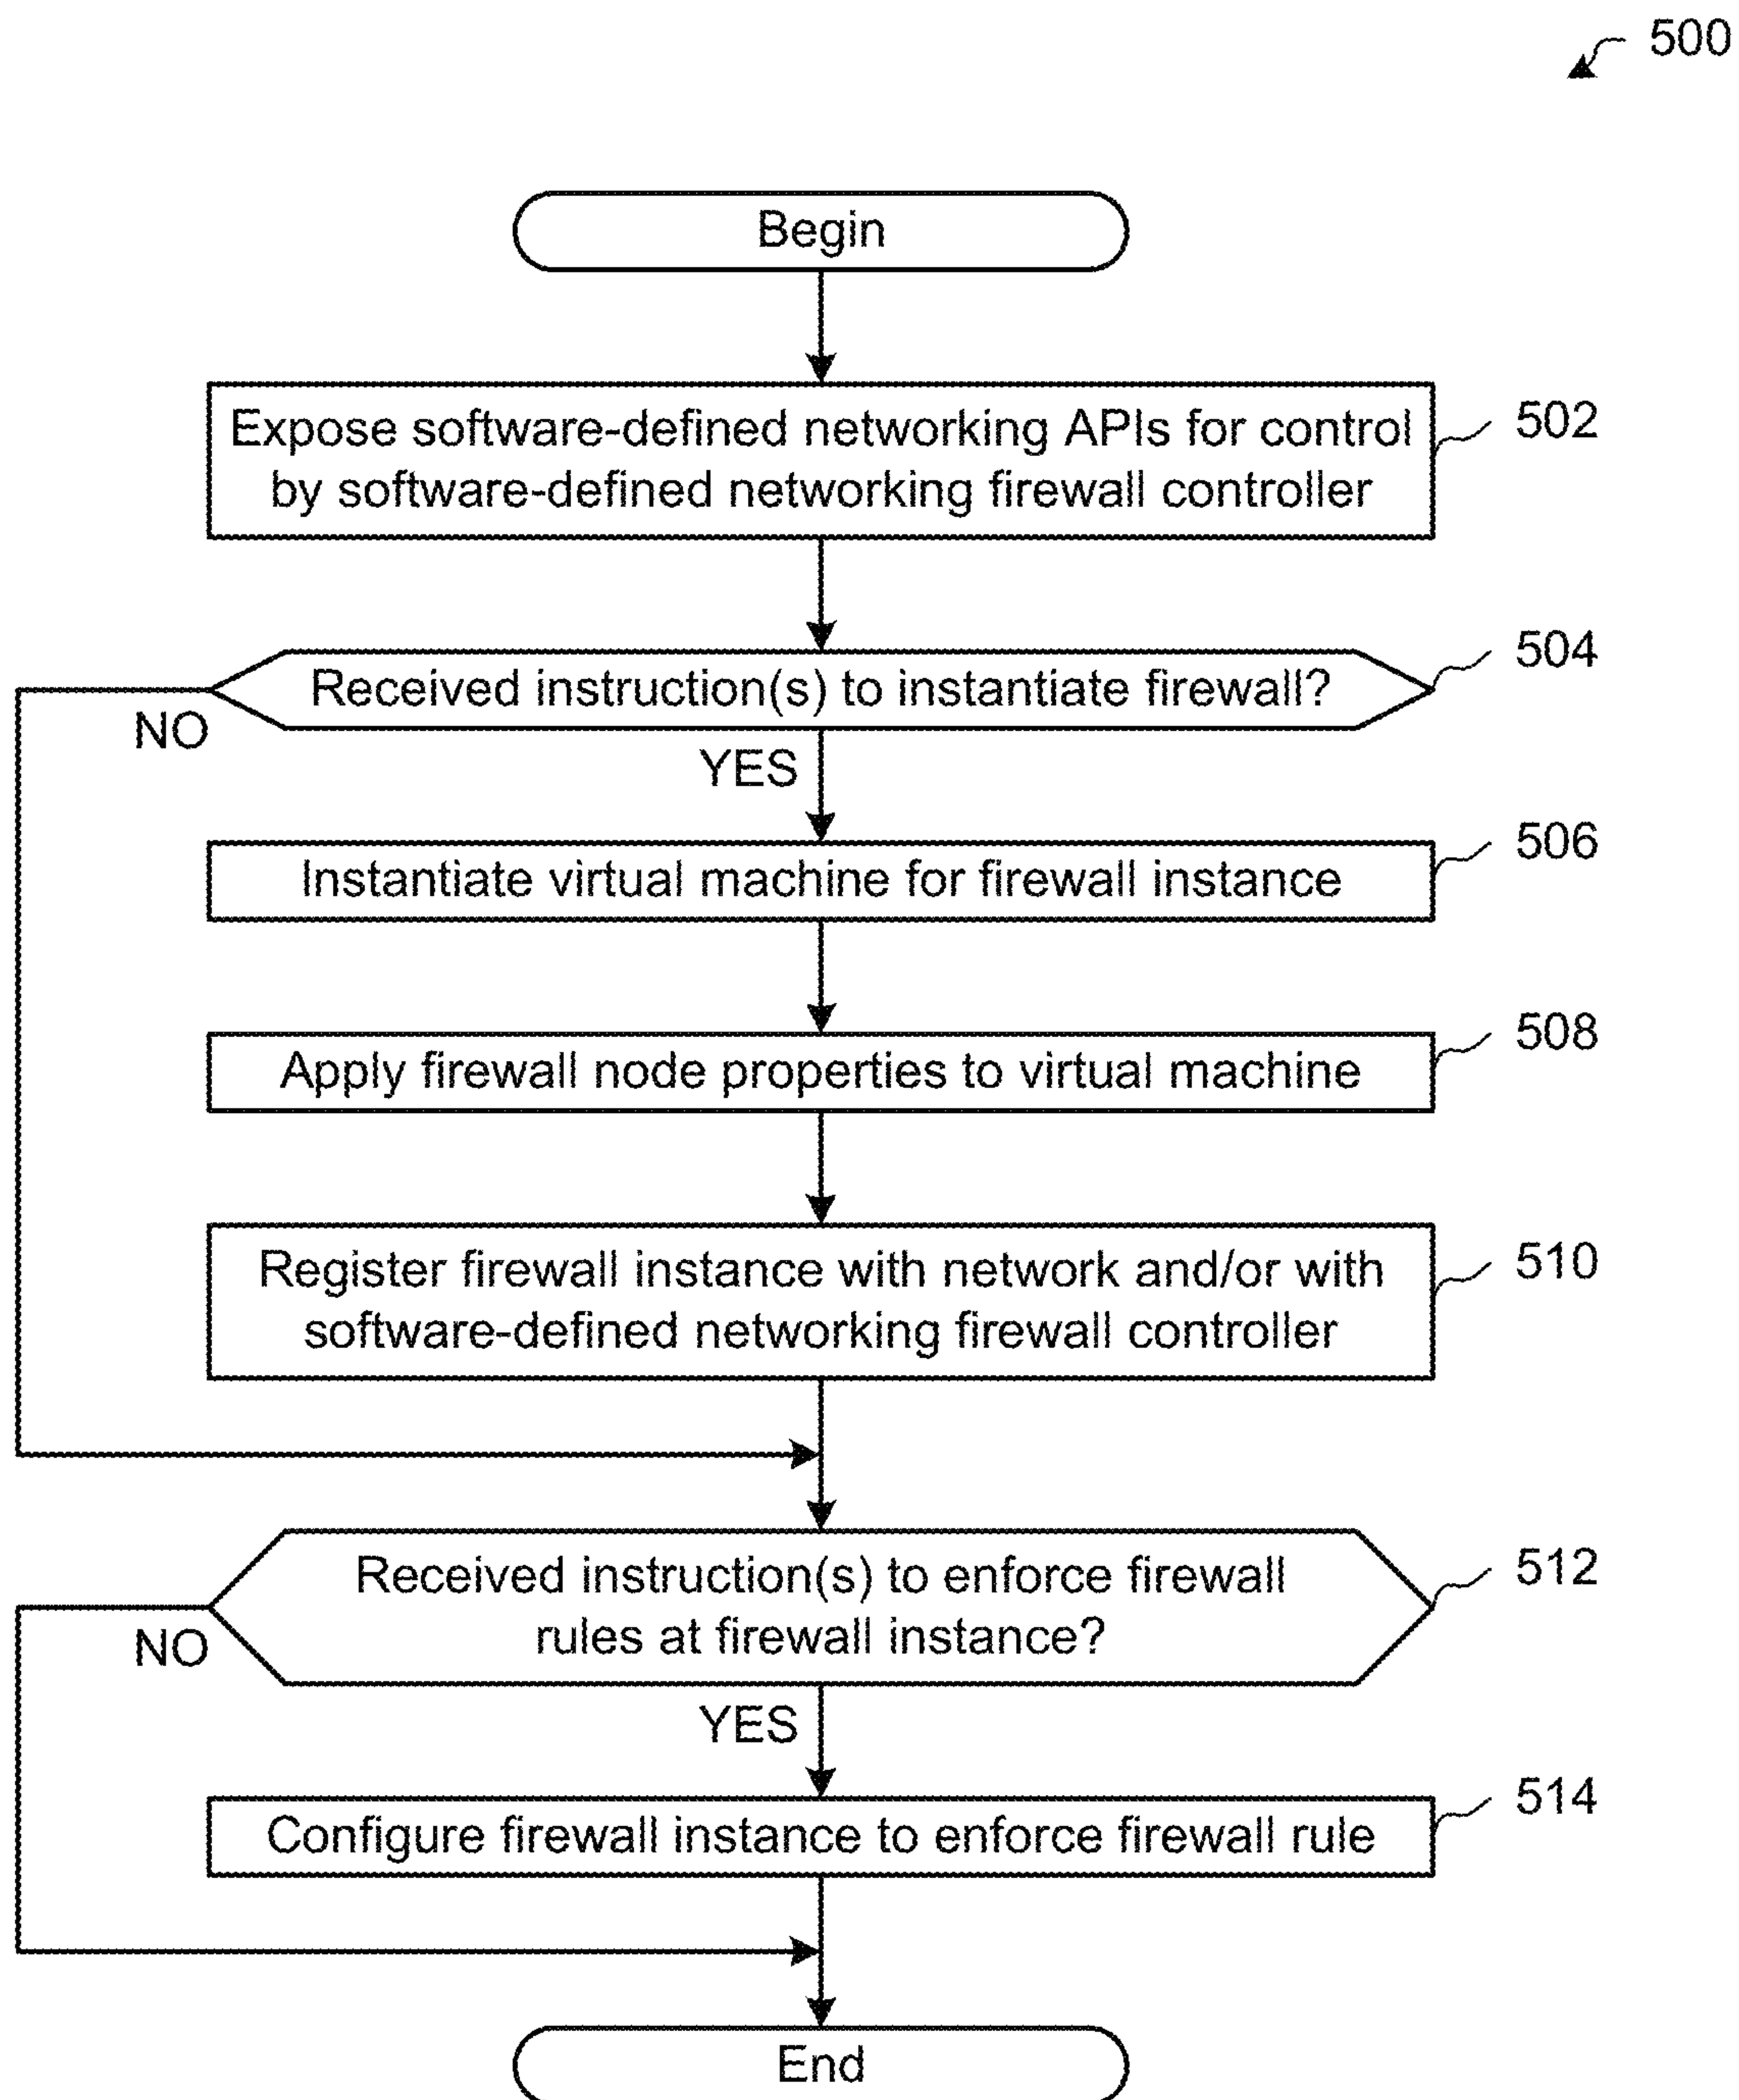 500
Begin
Expose software-defined networking APIs for control
by software-defined networking firewall controller
502
Received instruction(s) to instantiate firewall?
504
NO
YES
Instantiate virtual machine for firewall instance
506
Apply firewall node properties to virtual machine
508
Register firewall instance with network and/or with
software-defined networking firewall controller
510
Received instruction(s) to enforce firewall
rules at firewall instance?
512
NO
YES
Configure firewall instance to enforce firewall rule
514
End